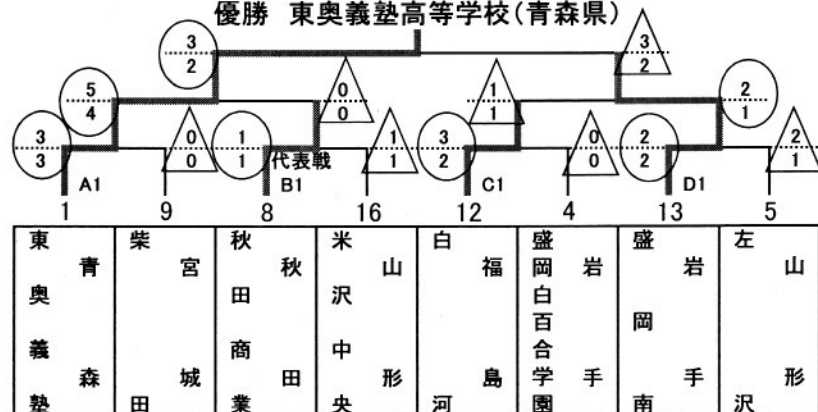 優勝 東奥義塾高等学校(青森県)
3
2
3
2
5
4
0
0
1
1
2
1
3
3
0
0
1
1
代表戦
1
1
3
2
0
0
2
2
2
1
A1
B1
C1
D1
1
9
8
16
12
4
13
5
東奥義塾
青森
柴田
宮城
秋田商業
秋田
米沢中央
山形
白河
福島
盛岡白百合学園
岩手
盛岡南
岩手
左沢
山形